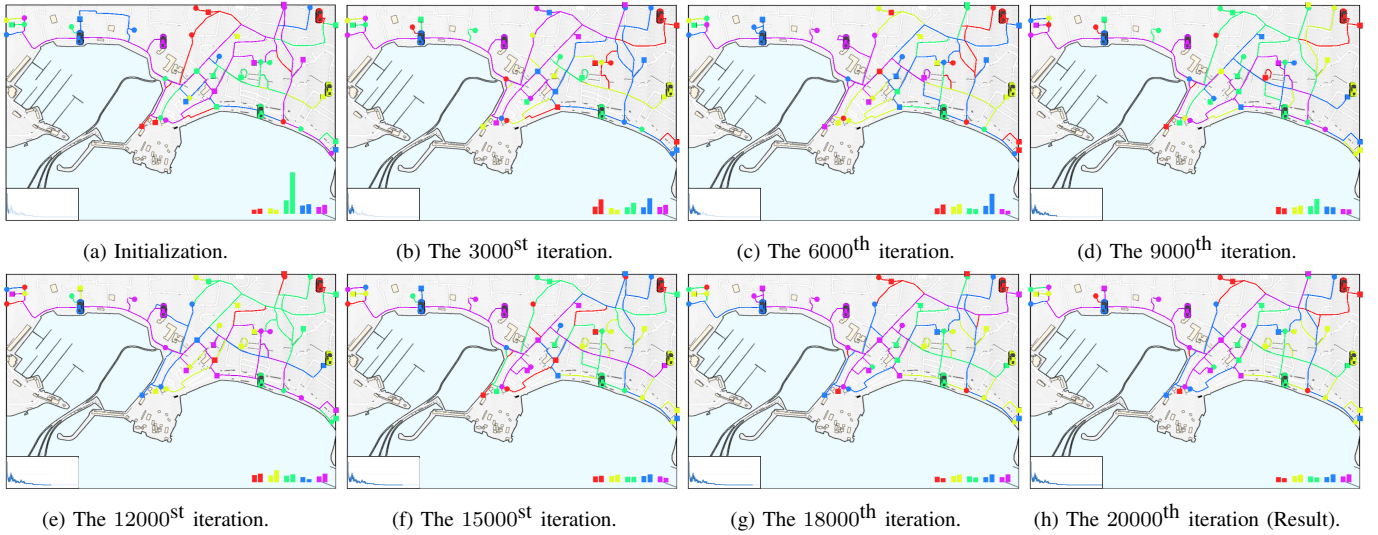 (a) Initialization.
(b) The 3000st iteration.
(c) The 6000th iteration.
(d) The 9000th iteration.
(e) The 12000st iteration.
(f) The 15000st iteration.
(g) The 18000th iteration.
(h) The 20000th iteration (Result).